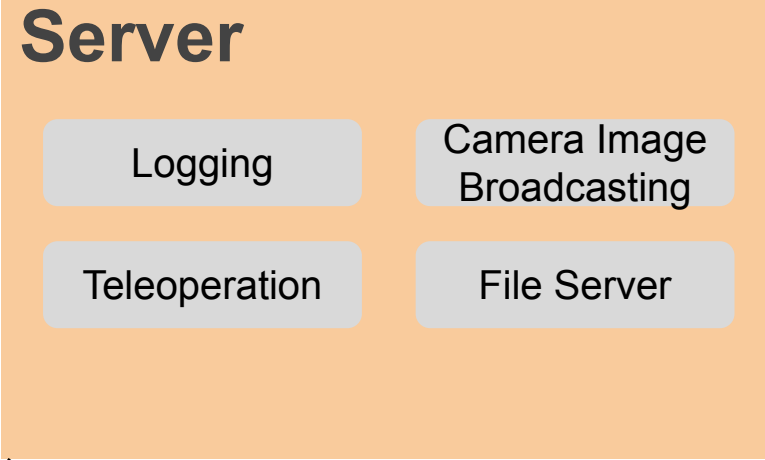 Server
Logging
Camera Image
Broadcasting
Teleoperation
File Server